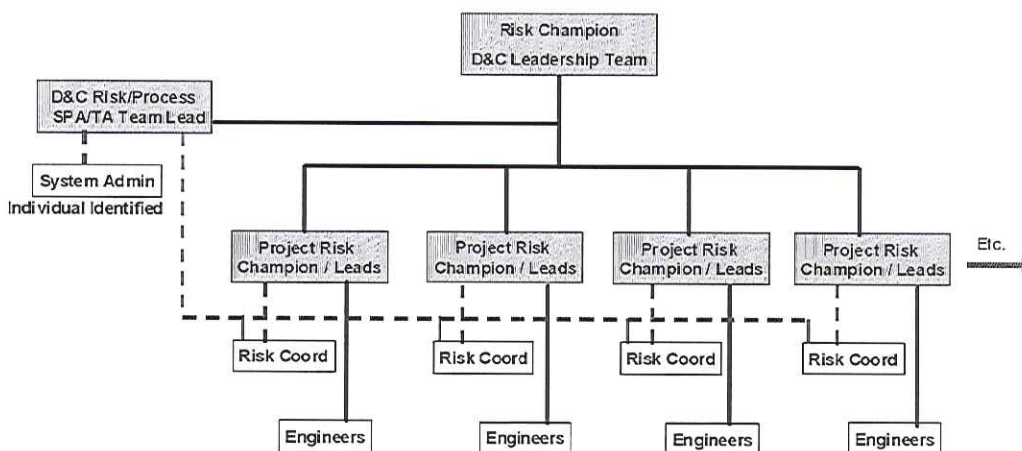 Risk Champion
D&C Leadership Team
D&C Risk/Process
SPA/TA Team Lead
System Admin
Individual Identified
Project Risk
Champion / Leads
Project Risk
Champion / Leads
Project Risk
Champion / Leads
Project Risk
Champion / Leads
Etc.
Risk Coord
Risk Coord
Risk Coord
Risk Coord
Engineers
Engineers
Engineers
Engineers